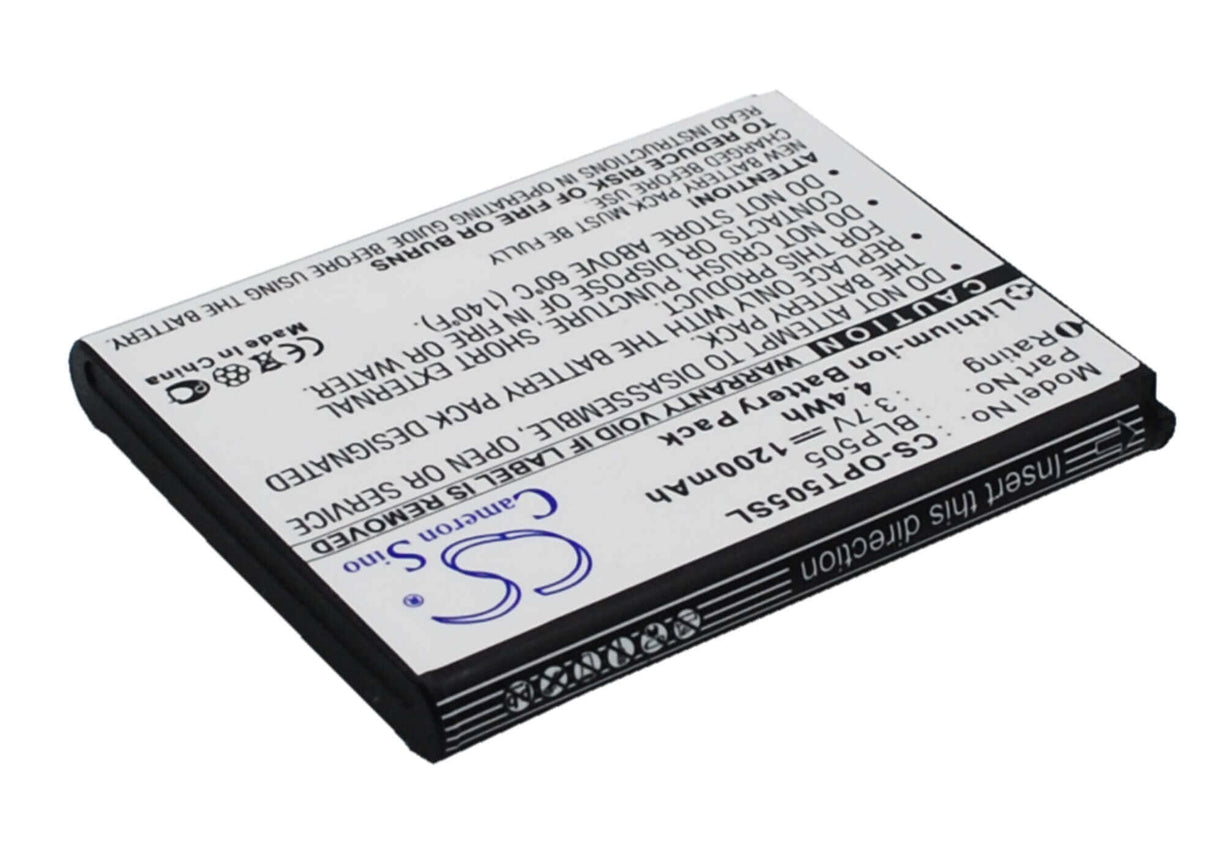 Model No: CS-OPT505SL
Part No: BLP505
Rating: 3.7V 1200mAh
4.4Wh
Lithium-ion Battery Pack
CAUTION WARRANTY VOID IF LABEL IS REMOVED
• DO NOT ATTEMPT TO DISASSEMBLE, OPEN OR SERVICE
THE BATTERY PACK.
• REPLACE ONLY WITH THE BATTERY PACK DESIGNATED
FOR THIS PRODUCT.
• DO NOT CRUSH, PUNCTURE, SHORT EXTERNAL
CONTACTS OR DISPOSE OF IN FIRE OR WATER.
• DO NOT STORE ABOVE 60°C (140°F).
ATTENTION!
NEW BATTERY PACK MUST BE FULLY
CHARGED BEFORE USE.
TO REDUCE RISK OF FIRE OR BURNS
READ INSTRUCTIONS IN OPERATING GUIDE BEFORE USING THE BATTERY.
CS
®
Cameron Sino
Made in China
Insert this direction